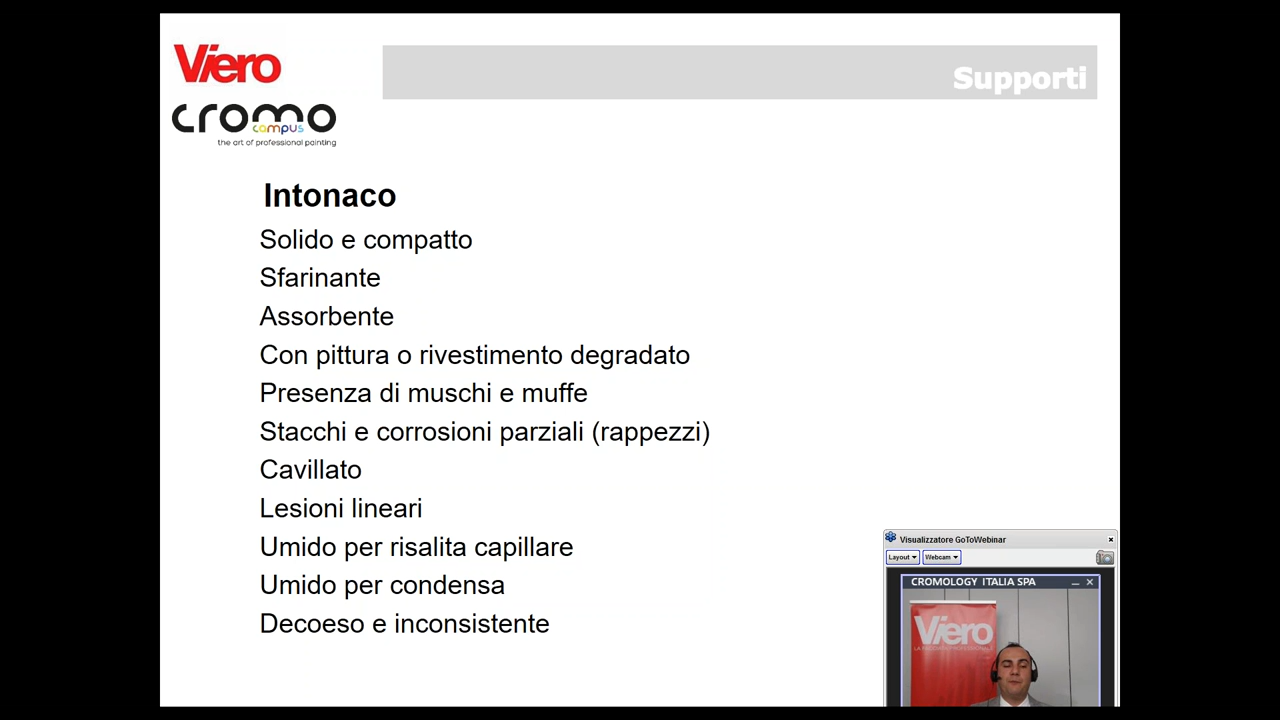 Viero
cromo
campus
the art of professional painting
Supporti
Intonaco
Solido e compatto
Sfarinante
Assorbente
Con pittura o rivestimento degradato
Presenza di muschi e muffe
Stacchi e corrosioni parziali (rappezzi)
Cavillato
Lesioni lineari
Umido per risalita capillare
Umido per condensa
Decoeso e inconsistente
Visualizzatore GoToWebinar
Layout
Webcam
CROMOLOGY ITALIA SPA
Viero